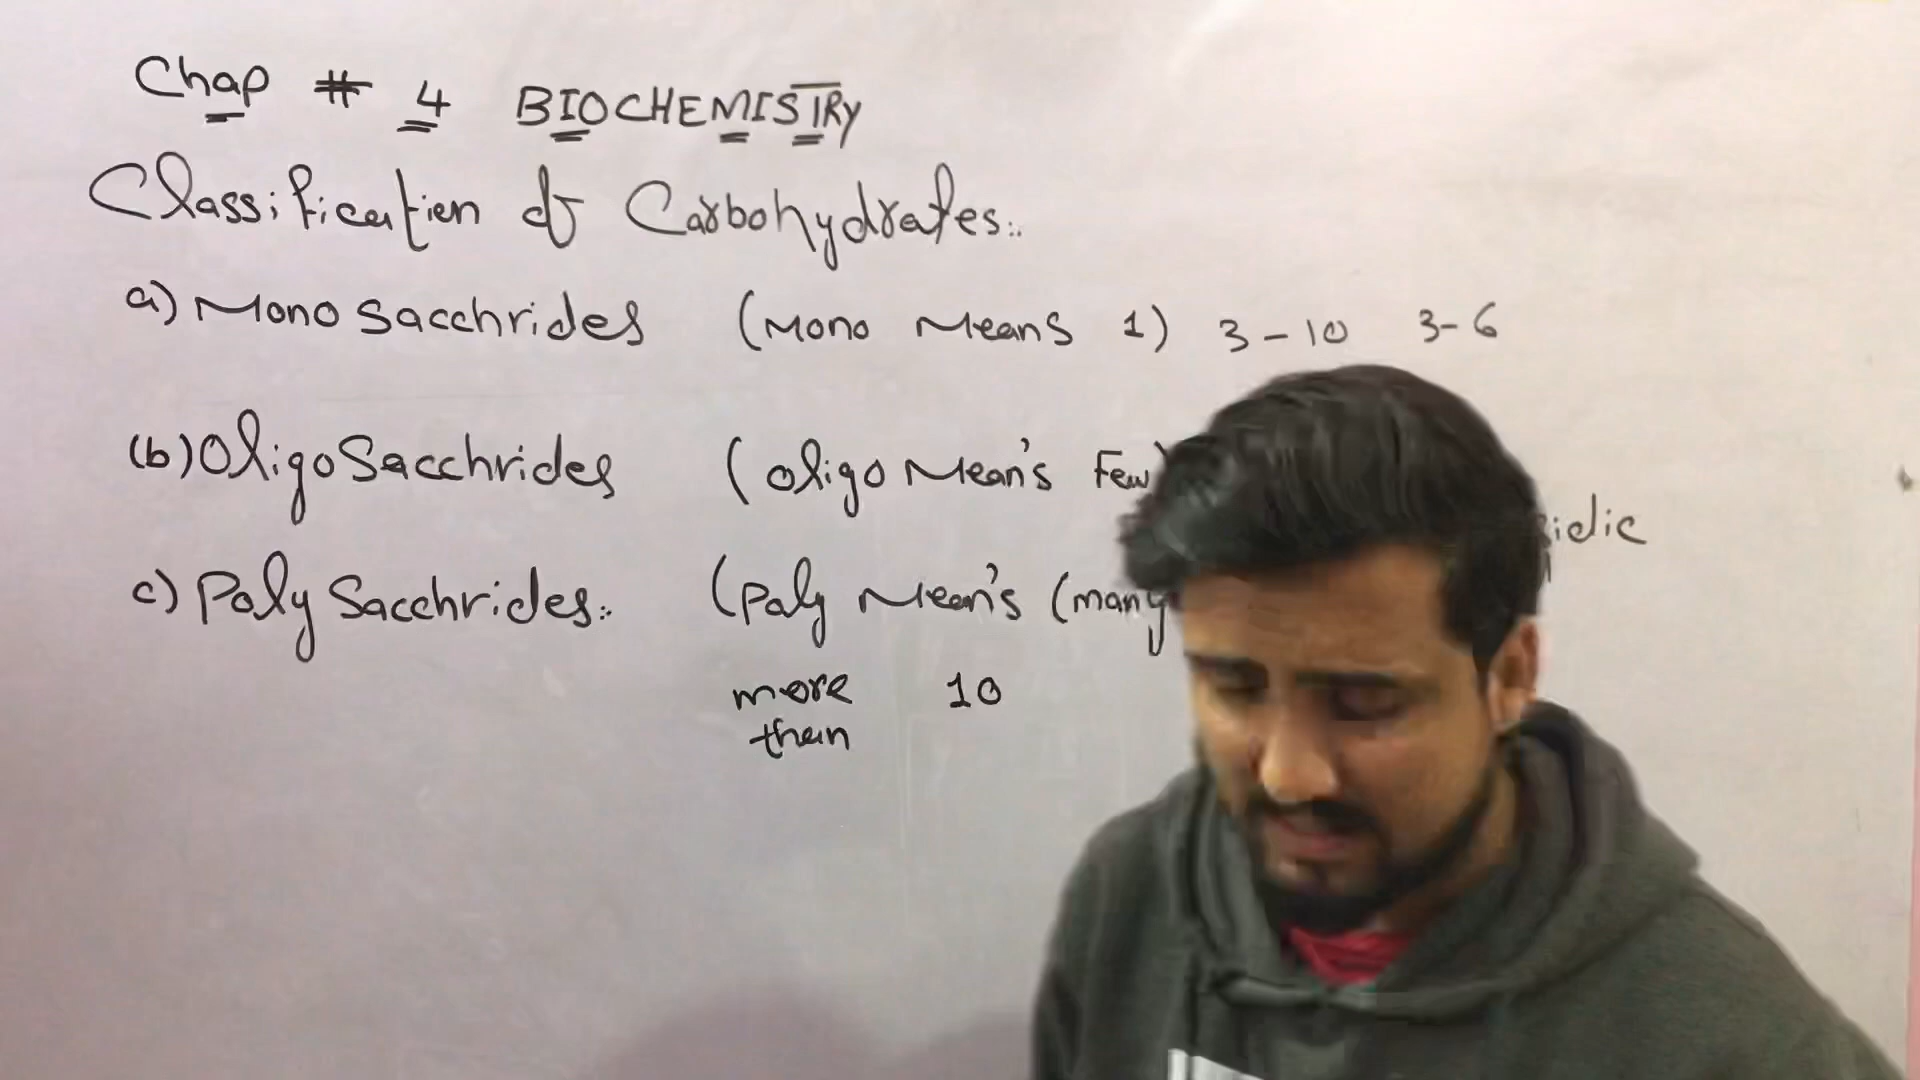 Chap # 4 BIOCHEMISTRY
Classification of Carbohydrates:.
a) Mono Sacchrides (Mono Means 1) 3-10 3-6
(b) Oligo Sacchrides (Oligo Mean's Few)
c) Poly Sacchrides:. (Poly Mean's (many
more 10
then